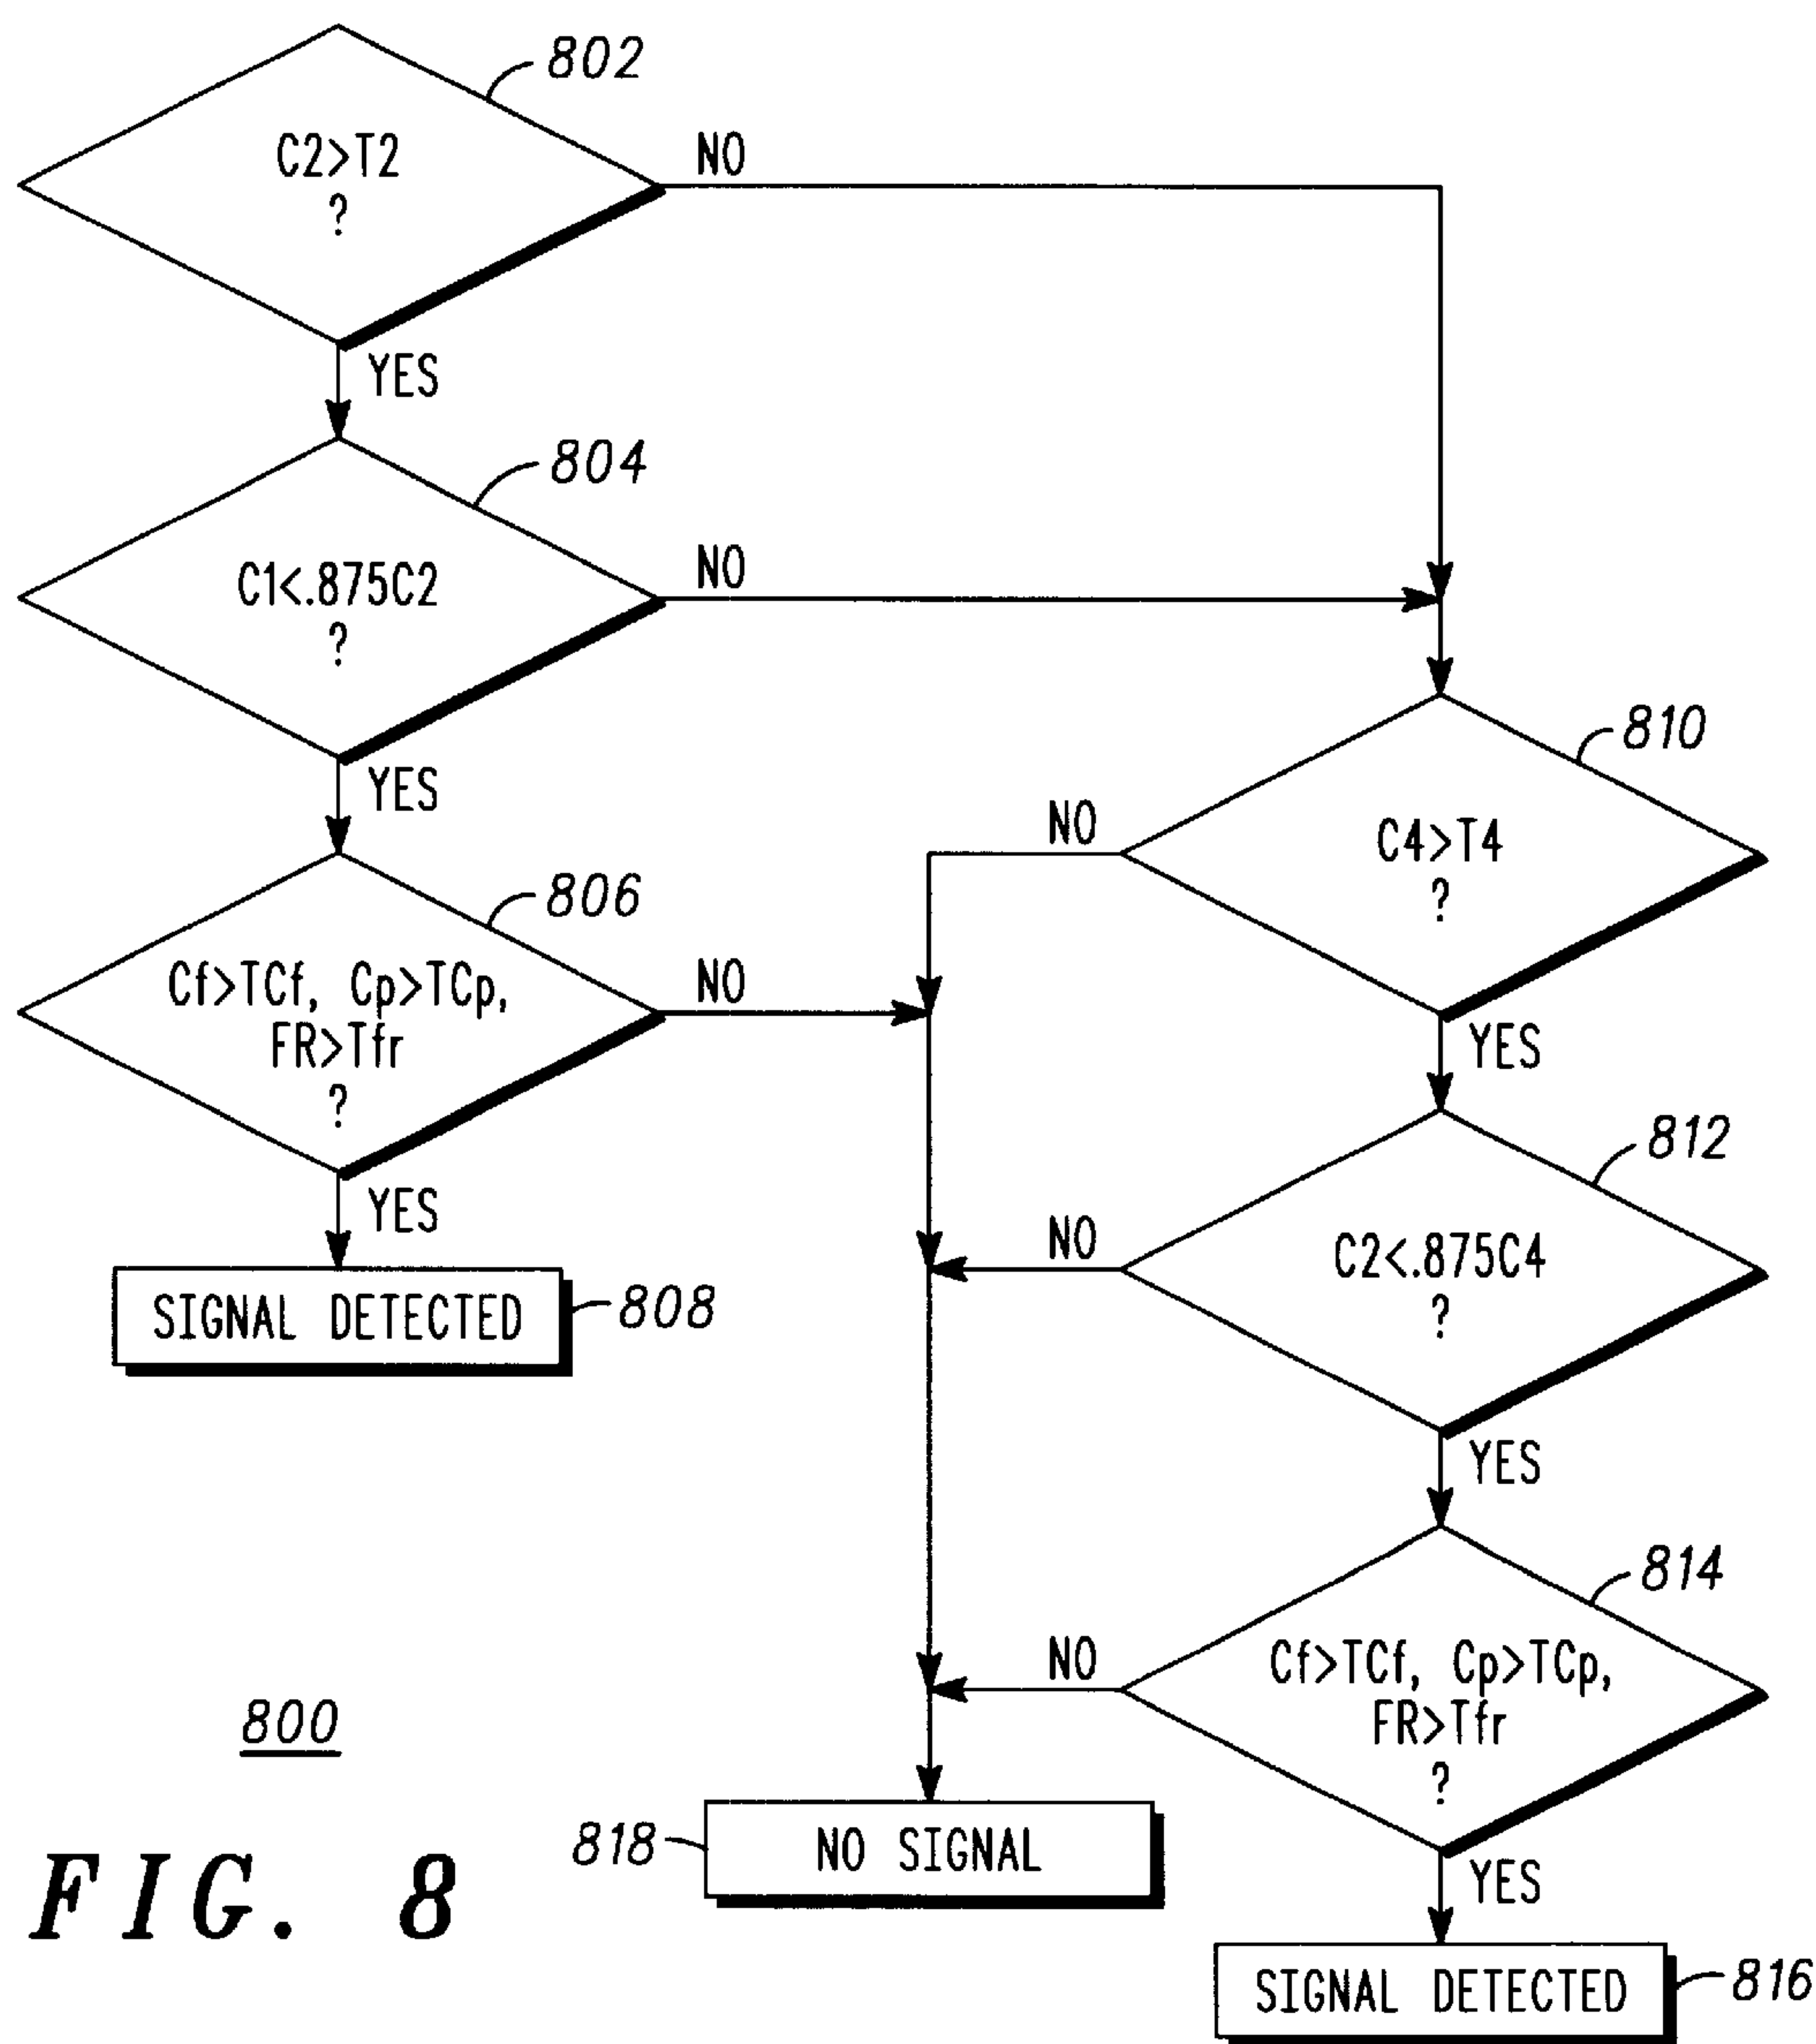 802
C2>T2
?
NO
YES
804
C1<.875C2
?
NO
YES
806
Cf>TCf, Cp>TCp,
FR>Tfr
?
NO
YES
SIGNAL DETECTED
808
810
C4>T4
?
NO
YES
812
C2<.875C4
?
NO
YES
814
Cf>TCf, Cp>TCp,
FR>Tfr
?
NO
YES
818
NO SIGNAL
SIGNAL DETECTED
816
800
FIG. 8